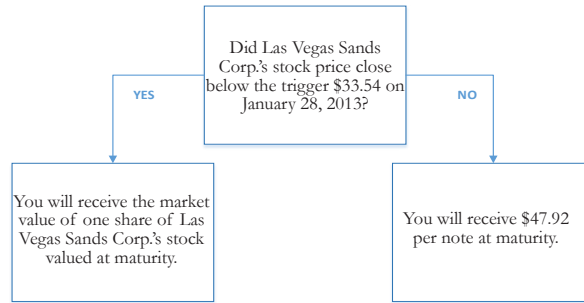 Did Las Vegas Sands
Corp.'s stock price close
below the trigger $33.54 on
January 28, 2013?
YES
NO
You will receive the market
value of one share of Las
Vegas Sands Corp.'s stock
valued at maturity.
You will receive $47.92
per note at maturity.